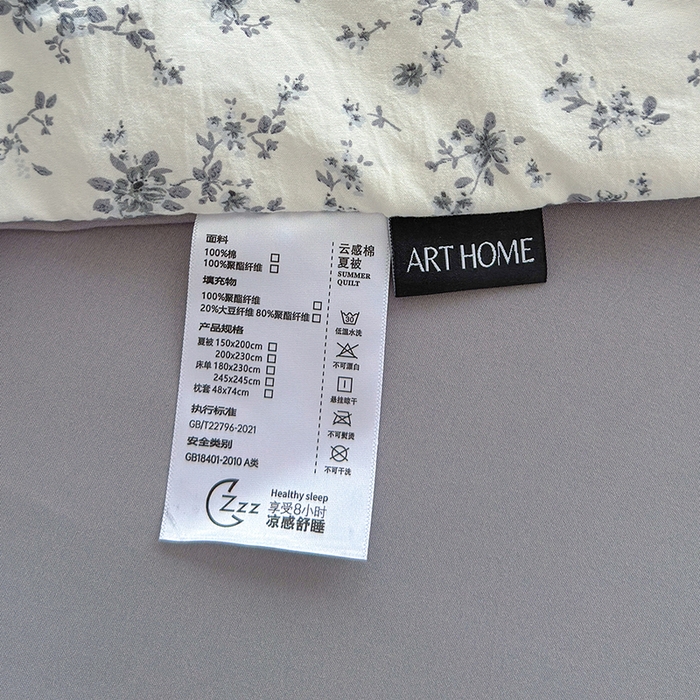 面料
100%棉
100%聚酯纤维
填充物
100%聚酯纤维
20%大豆纤维 80%聚酯纤维
产品规格
夏被 150x200cm
200x230cm
床单 180x230cm
245x245cm
枕套 48x74cm
执行标准
GB/T22796-2021
安全类别
GB18401-2010 A类
云感棉
夏被
SUMMER
QUILT
30
低温水洗
不可漂白
悬挂晾干
不可熨烫
不可干洗
Zzz
Healthy sleep
享受8小时
凉感舒睡
ART HOME